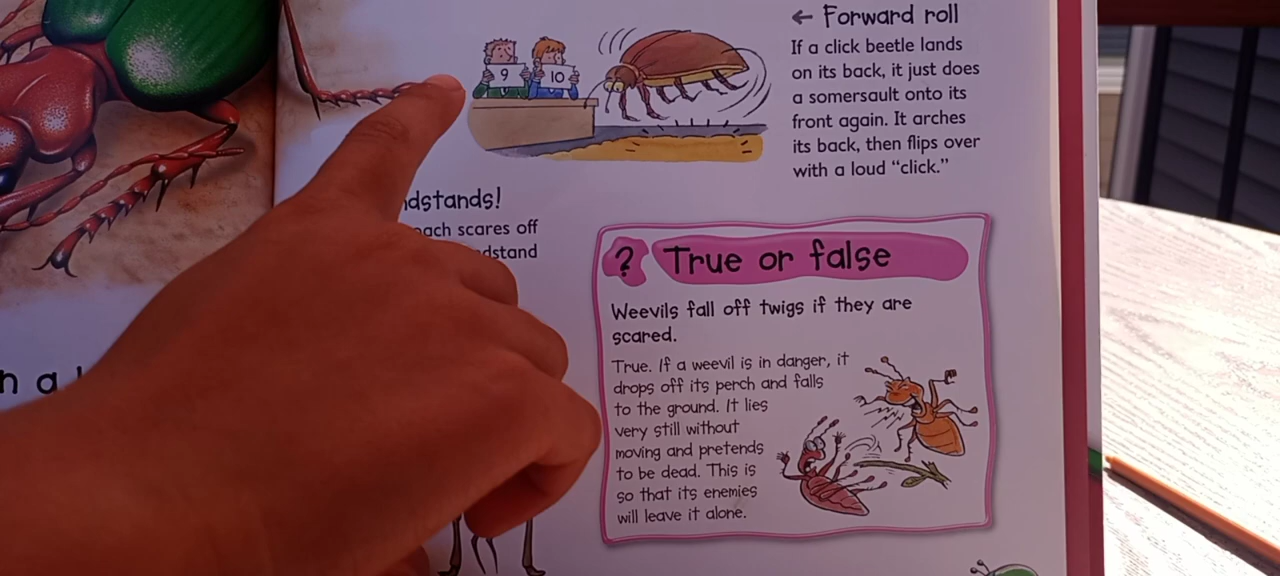 9
10
← Forward roll
If a click beetle lands
on its back, it just does
a somersault onto its
front again. It arches
its back, then flips over
with a loud “click.”
dstands!
ach scares off
dstand
? True or false
Weevils fall off twigs if they are
scared.
True. If a weevil is in danger, it
drops off its perch and falls
to the ground. It lies
very still without
moving and pretends
to be dead. This is
so that its enemies
will leave it alone.